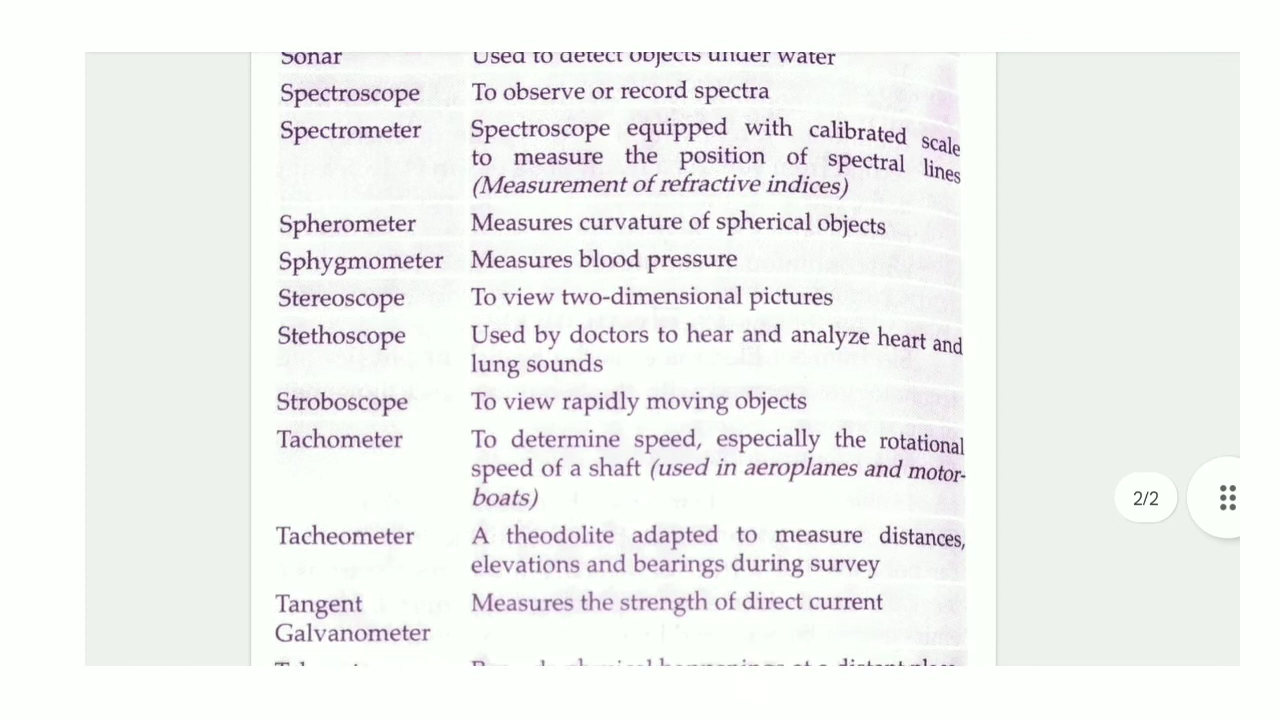 Sonar Used to detect objects under water
Spectroscope To observe or record spectra
Spectrometer Spectroscope equipped with calibrated scale
to measure the position of spectral lines
(Measurement of refractive indices)
Spherometer Measures curvature of spherical objects
Sphygmometer Measures blood pressure
Stereoscope To view two-dimensional pictures
Stethoscope Used by doctors to hear and analyze heart and
lung sounds
Stroboscope To view rapidly moving objects
Tachometer To determine speed, especially the rotational
speed of a shaft (used in aeroplanes and motor-
boats)
Tacheometer A theodolite adapted to measure distances,
elevations and bearings during survey
Tangent Measures the strength of direct current
Galvanometer
2/2